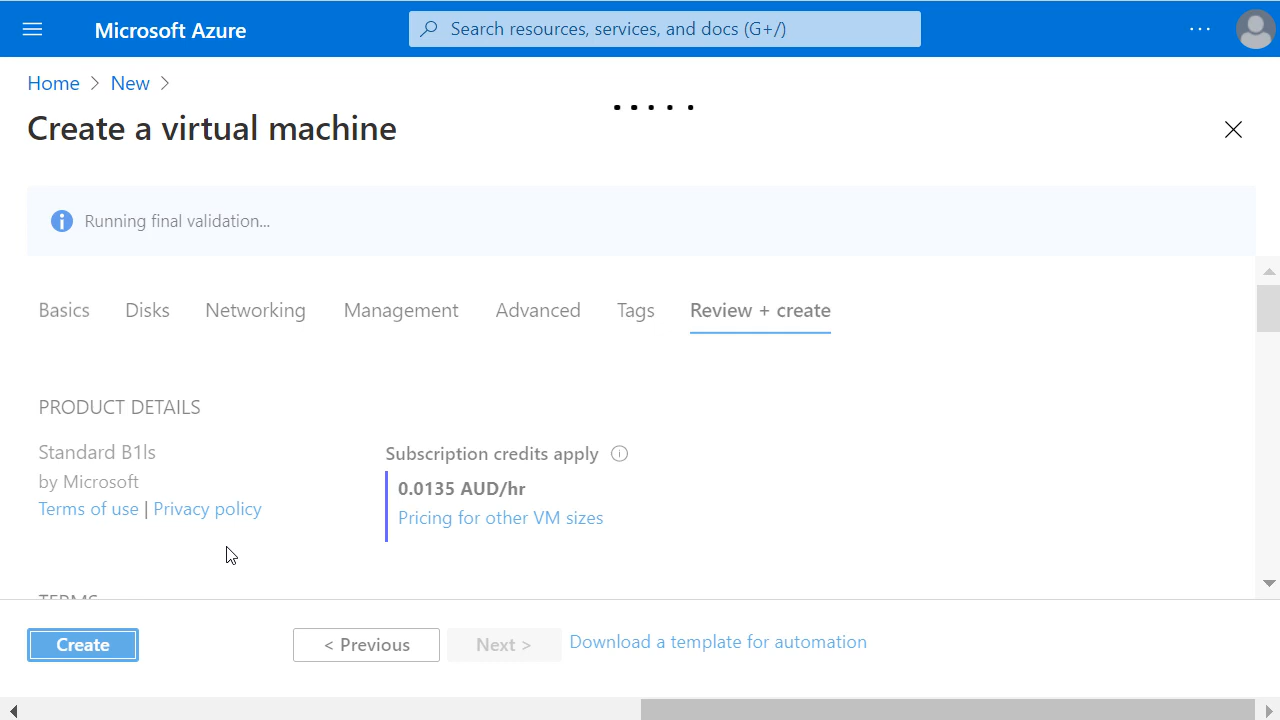 Microsoft Azure
Search resources, services, and docs (G+/)
...
Home > New >
Create a virtual machine
Running final validation...
Basics Disks Networking Management Advanced Tags Review + create
PRODUCT DETAILS
Standard B1ls
by Microsoft
Terms of use | Privacy policy
Subscription credits apply
0.0135 AUD/hr
Pricing for other VM sizes
TERMS
Create
< Previous
Next >
Download a template for automation